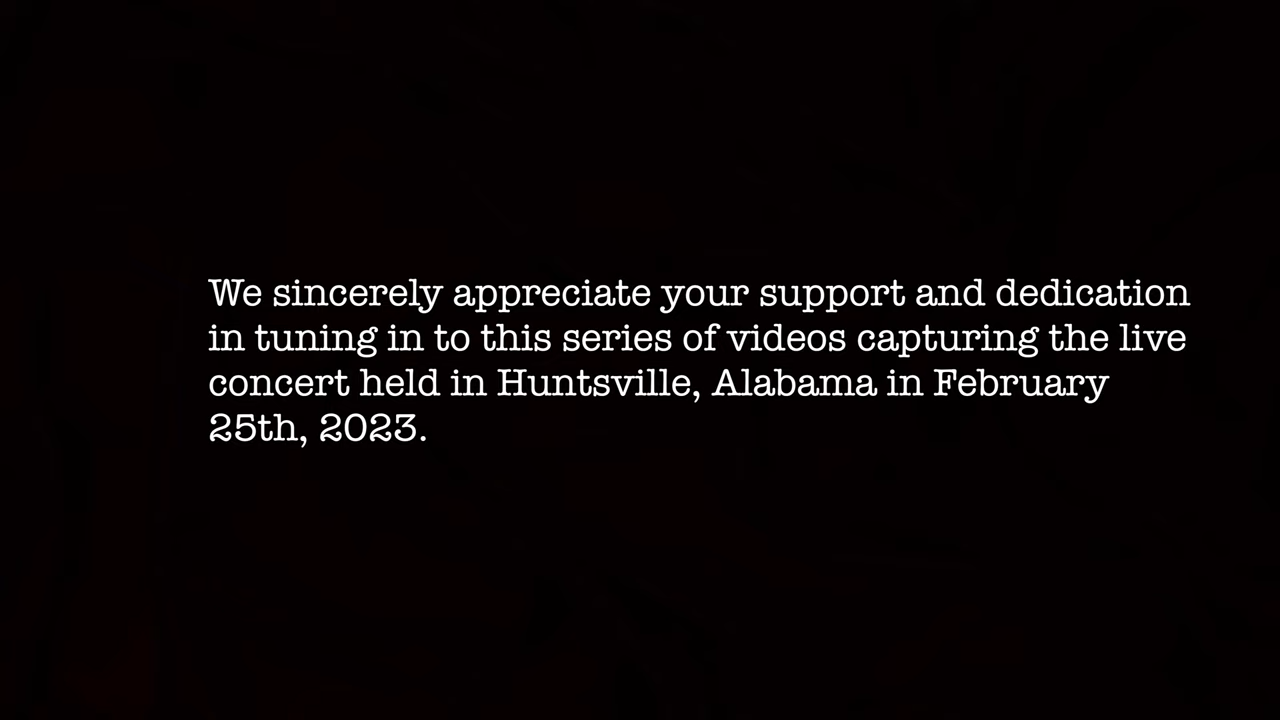 We sincerely appreciate your support and dedication
in tuning in to this series of videos capturing the live
concert held in Huntsville, Alabama in February
25th, 2023.